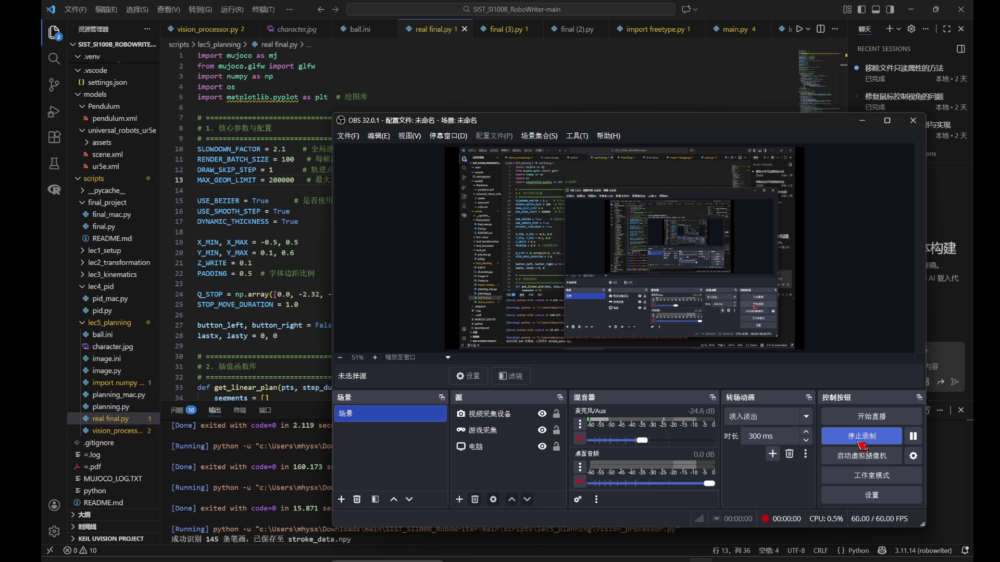 文件(F) 编辑(E) 选择(S) 查看(V) 转到(G) 运行(R) 终端(T) ···
SIST_SI100B_RoboWriter-main
资源管理器
SIST_SI100B_ROBOWRITE...
.venv
.vscode
settings.json
models
Pendulum
pendulum.xml
universal_robots_ur5e
assets
scene.xml
ur5e.xml
scripts
__pycache__
final_project
final_mac.py
final.py
README.md
lec1_setup
lec2_transformation
lec3_kinematics
lec4_pid
pid_mac.py
pid.py
lec5_planning
ball.ini
character.jpg
image.ini
image.py
import numpy ... 1
planning_mac.py
planning.py
real final.py 1
vision_process... 2
.gitignore
=.log
=.pdf
MUJOCO_LOG.TXT
python
README.md
大纲
时间线
KEIL UVISION PROJECT
vision_processor.py 2 character.jpg ball.ini real final.py 1 final (3).py 1 final (2).py import freetype.py 1 main.py 4
scripts > lec5_planning > real final.py > ...
1 import mujoco as mj
2 from mujoco.glfw import glfw
3 import numpy as np
4 import os
5 import matplotlib.pyplot as plt # 绘图库
6
7 # ==============================
8 # 1. 核心参数与配置
9 # ==============================
10 SLOWDOWN_FACTOR = 2.1 # 全局速
11 RENDER_BATCH_SIZE = 100 # 每帧
12 DRAW_SKIP_STEP = 1 # 轨迹点
13 MAX_GEOM_LIMIT = 200000 # 最大
14
15 USE_BEZIER = True # 是否使用
16 USE_SMOOTH_STEP = True
17 DYNAMIC_THICKNESS = True
18
19 X_MIN, X_MAX = -0.5, 0.5
20 Y_MIN, Y_MAX = 0.1, 0.6
21 Z_WRITE = 0.1
22 PADDING = 0.5 # 字体边距比例
23
24 Q_STOP = np.array([0.0, -2.32, -
25 STOP_MOVE_DURATION = 1.0
26
27 button_left, button_right = Fals
28 lastx, lasty = 0, 0
29
30 # ==============================
31 # 2. 插值函数库
32 # ==============================
33 def get_linear_plan(pts, step_du
34 segments = []
问题 10 输出 终端 端口
[Done] exited with code=0 in 2.119 sec
[Running] python -u "c:\Users\mhysx\Dow
[Done] exited with code=0 in 160.173 s
[Running] python -u "c:\Users\mhysx\Dow
[Done] exited with code=0 in 15.871 se
[Running] python -u "c:\Users\mhysx\Downloads\main\SIST_SI100B_RoboWriter-main\scripts\lec5_planning\vision_processor.py"
成功识别 145 条笔画，已保存至 stroke_data.npy
聊天
RECENT SESSIONS
移除文件只读属性的方法
已完成 本地 • 2 天
修复鼠标控制视角的问题
已完成 本地 • 2 天
与实现
本地 • 2 天
构建
AI 载入代
内容
OBS 32.0.1 - 配置文件: 未命名 - 场景: 未命名
文件(F) 编辑(E) 视图(V) 停靠窗口(D) 配置文件(P) 场景集合(S) 工具(T) 帮助(H)
51% 缩放至窗口
未选择源 设置 滤镜
场景
场景
源
视频采集设备
游戏采集
电脑
混音器
麦克风/Aux -24.6 dB
-60 -55 -50 -45 -40 -35 -30 -25 -20 -15 -10 -5 0
桌面音频 0.0 dB
-60 -55 -50 -45 -40 -35 -30 -25 -20 -15 -10 -5 0
转场动画
淡入淡出
时长 300 ms
控制按钮
开始直播
停止录制
启动虚拟摄像机
工作室模式
设置
00:00:00 00:00:00 CPU: 0.5% 60.00 / 60.00 FPS
0 10 行 13，列 36 空格: 4 UTF-8 CRLF { } Python 3.11.14 (robowriter)